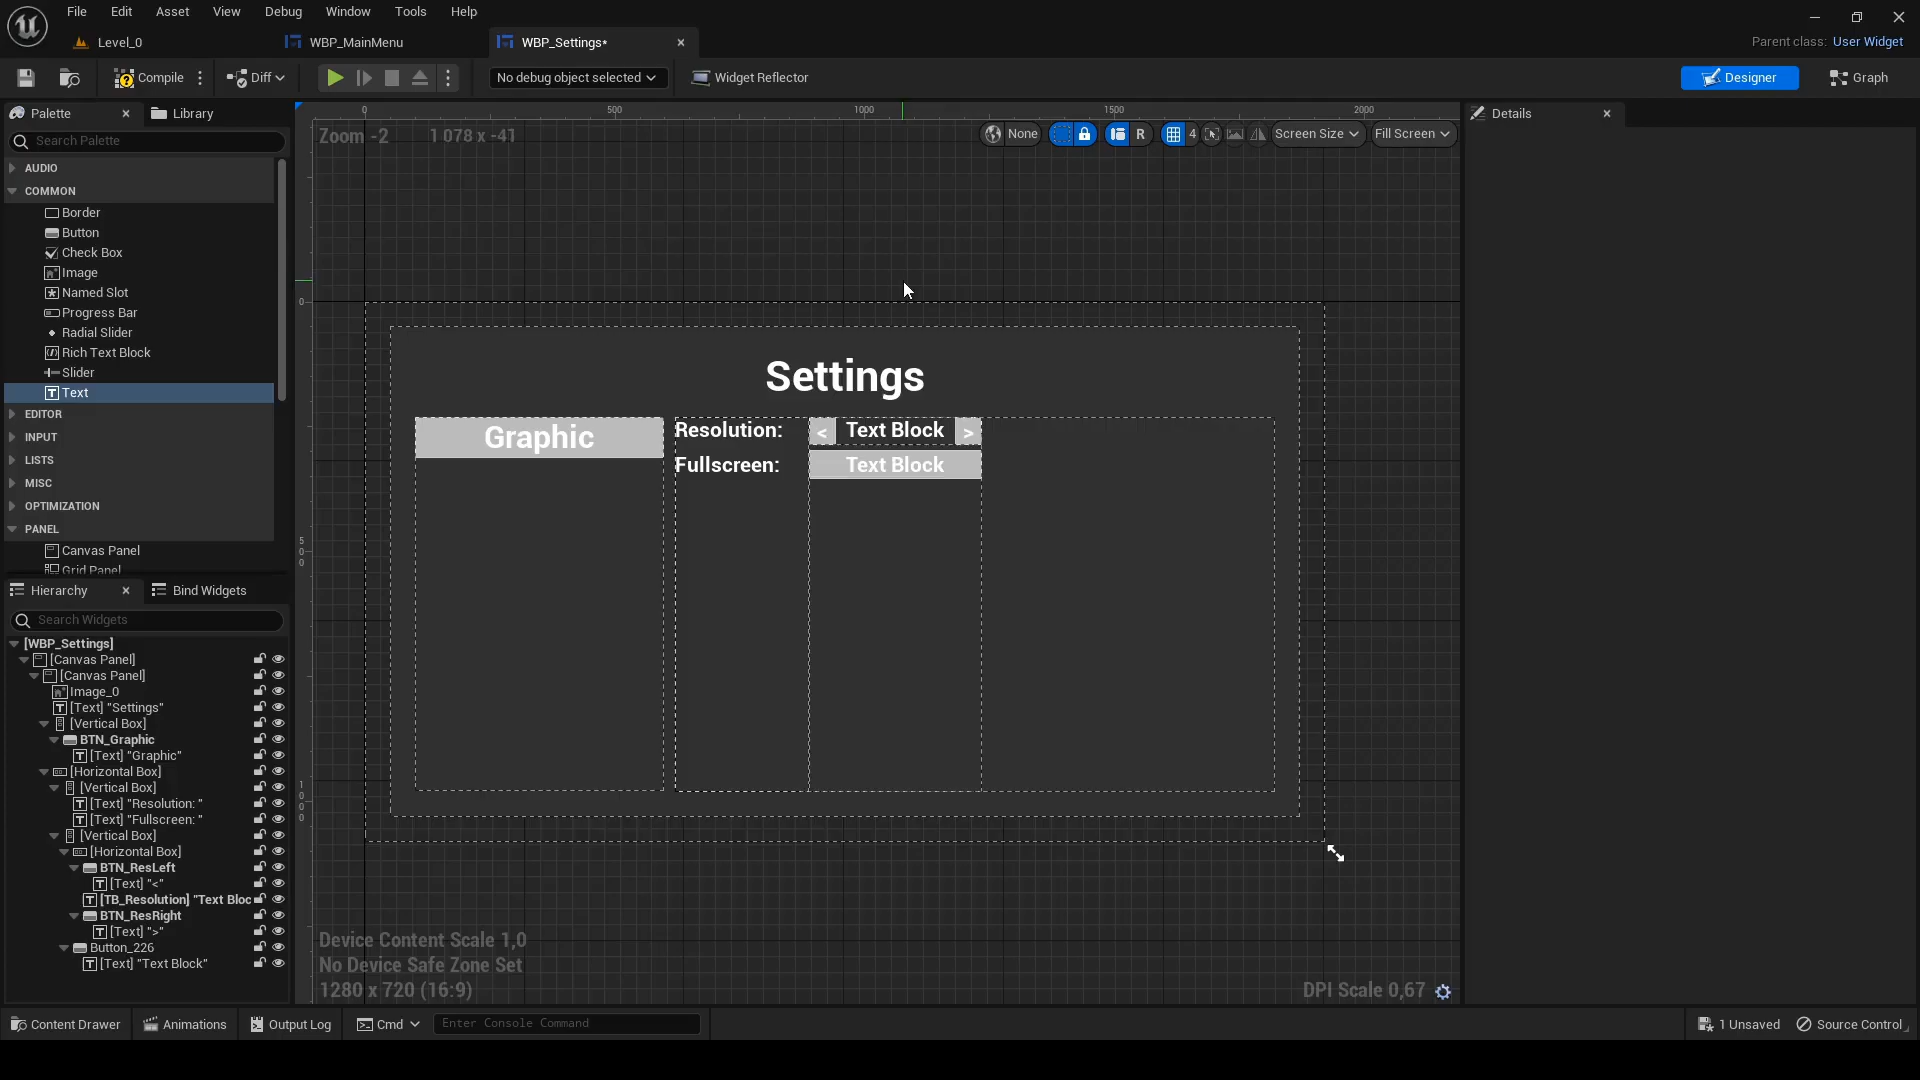 File Edit Asset View Debug Window Tools Help
Level_0 WBP_MainMenu WBP_Settings*
Parent class: User Widget
Compile Diff No debug object selected Widget Reflector Designer Graph
Palette Library
Search Palette
AUDIO
COMMON
Border
Button
Check Box
Image
Named Slot
Progress Bar
Radial Slider
Rich Text Block
Slider
Text
EDITOR
INPUT
LISTS
MISC
OPTIMIZATION
PANEL
Canvas Panel
Grid Panel
Hierarchy Bind Widgets
Search Widgets
[WBP_Settings]
[Canvas Panel]
[Canvas Panel]
Image_0
[Text] "Settings"
[Vertical Box]
BTN_Graphic
[Text] "Graphic"
[Horizontal Box]
[Vertical Box]
[Text] "Resolution: "
[Text] "Fullscreen: "
[Vertical Box]
[Horizontal Box]
BTN_ResLeft
[Text] "<"
[TB_Resolution] "Text Bloc
BTN_ResRight
[Text] ">"
Button_226
[Text] "Text Block"
0 500 1000 1500 2000
Zoom -2 1 078 x -41
None R 4 Screen Size Fill Screen
0
500
1000
Settings
Graphic
Resolution: < Text Block >
Fullscreen: Text Block
Device Content Scale 1,0
No Device Safe Zone Set
1280 x 720 (16:9)
DPI Scale 0,67
Details
Content Drawer Animations Output Log Cmd Enter Console Command 1 Unsaved Source Control